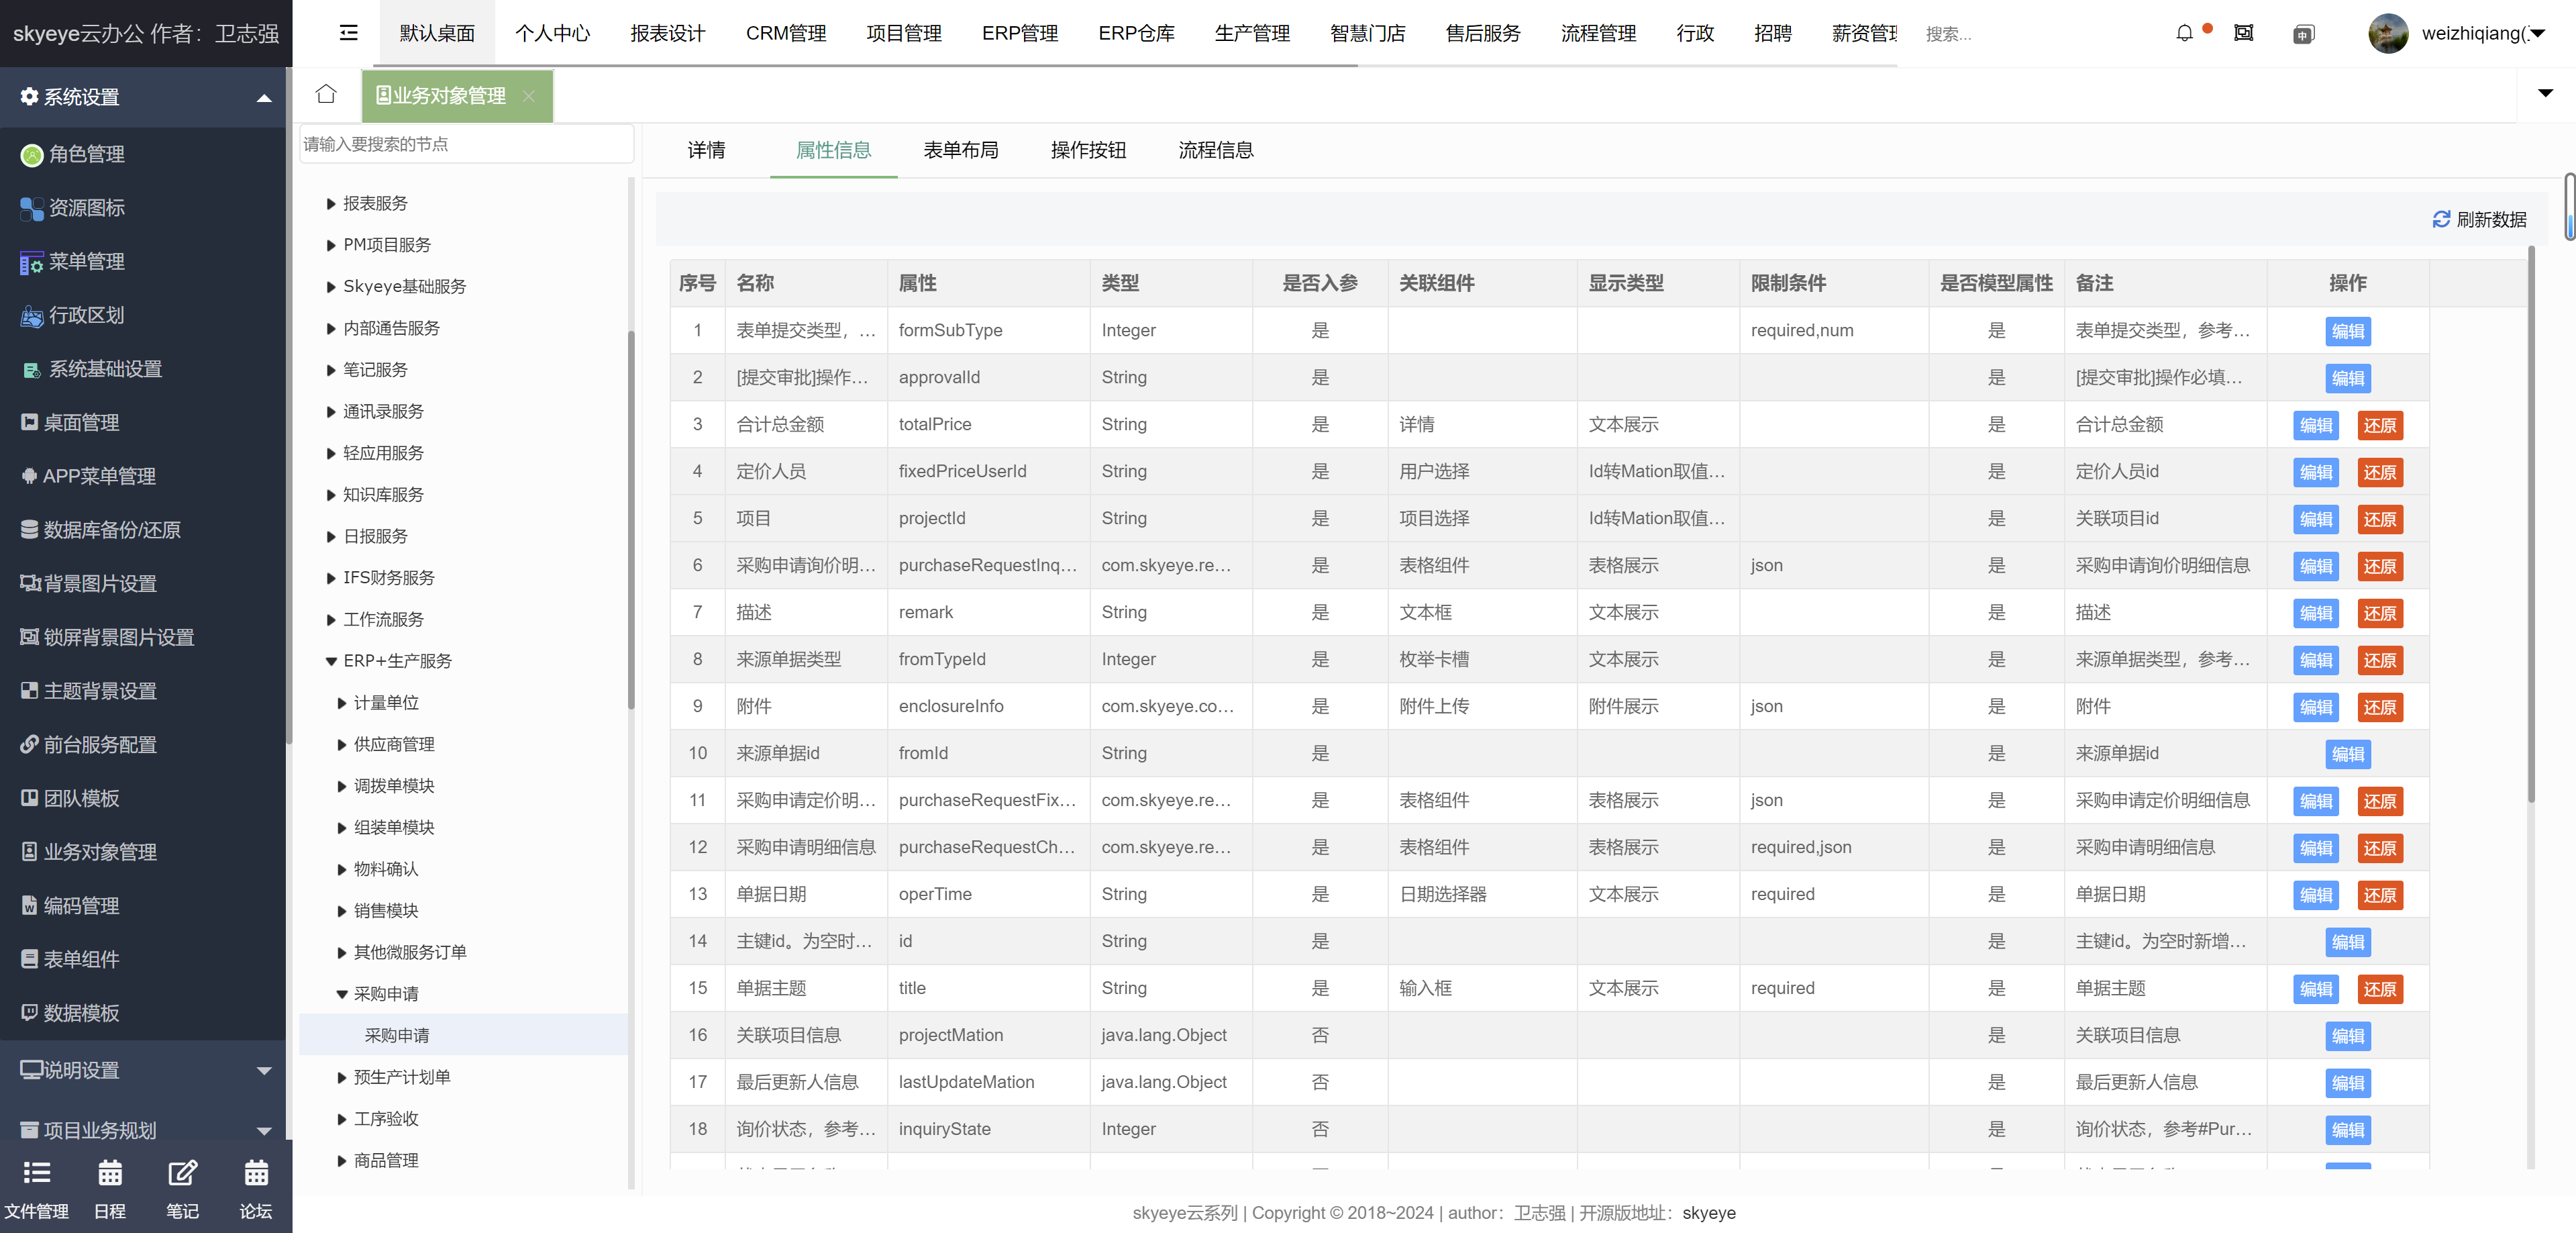 skyeye云办公 作者：卫志强
默认桌面 个人中心 报表设计 CRM管理 项目管理 ERP管理 ERP仓库 生产管理 智慧门店 售后服务 流程管理 行政 招聘 薪资管理 搜索... weizhiqiang(
系统设置
角色管理
资源图标
菜单管理
行政区划
系统基础设置
桌面管理
APP菜单管理
数据库备份/还原
背景图片设置
锁屏背景图片设置
主题背景设置
前台服务配置
团队模板
业务对象管理
编码管理
表单组件
数据模板
说明设置
项目业务规划
文件管理 日程 笔记 论坛
业务对象管理
请输入要搜索的节点
报表服务
PM项目服务
Skyeye基础服务
内部通告服务
笔记服务
通讯录服务
轻应用服务
知识库服务
日报服务
IFS财务服务
工作流服务
ERP+生产服务
计量单位
供应商管理
调拨单模块
组装单模块
物料确认
销售模块
其他微服务订单
采购申请
采购申请
预生产计划单
工序验收
商品管理
详情 属性信息 表单布局 操作按钮 流程信息
刷新数据
序号 名称 属性 类型 是否入参 关联组件 显示类型 限制条件 是否模型属性 备注 操作
1 表单提交类型，... formSubType Integer 是 required,num 是 表单提交类型，参考... 编辑
2 [提交审批]操作... approvalId String 是 是 [提交审批]操作必填... 编辑
3 合计总金额 totalPrice String 是 详情 文本展示 是 合计总金额 编辑 还原
4 定价人员 fixedPriceUserId String 是 用户选择 Id转Mation取值... 是 定价人员id 编辑 还原
5 项目 projectId String 是 项目选择 Id转Mation取值... 是 关联项目id 编辑 还原
6 采购申请询价明... purchaseRequestInq... com.skyeye.re... 是 表格组件 表格展示 json 是 采购申请询价明细信息 编辑 还原
7 描述 remark String 是 文本框 文本展示 是 描述 编辑 还原
8 来源单据类型 fromTypeId Integer 是 枚举卡槽 文本展示 是 来源单据类型，参考... 编辑 还原
9 附件 enclosureInfo com.skyeye.co... 是 附件上传 附件展示 json 是 附件 编辑 还原
10 来源单据id fromId String 是 是 来源单据id 编辑
11 采购申请定价明... purchaseRequestFix... com.skyeye.re... 是 表格组件 表格展示 json 是 采购申请定价明细信息 编辑 还原
12 采购申请明细信息 purchaseRequestCh... com.skyeye.re... 是 表格组件 表格展示 required,json 是 采购申请明细信息 编辑 还原
13 单据日期 operTime String 是 日期选择器 文本展示 required 是 单据日期 编辑 还原
14 主键id。为空时... id String 是 是 主键id。为空时新增... 编辑
15 单据主题 title String 是 输入框 文本展示 required 是 单据主题 编辑 还原
16 关联项目信息 projectMation java.lang.Object 否 是 关联项目信息 编辑
17 最后更新人信息 lastUpdateMation java.lang.Object 否 是 最后更新人信息 编辑
18 询价状态，参考... inquiryState Integer 否 是 询价状态，参考#Pur... 编辑
skyeye云系列 | Copyright © 2018~2024 | author：卫志强 | 开源版地址：skyeye